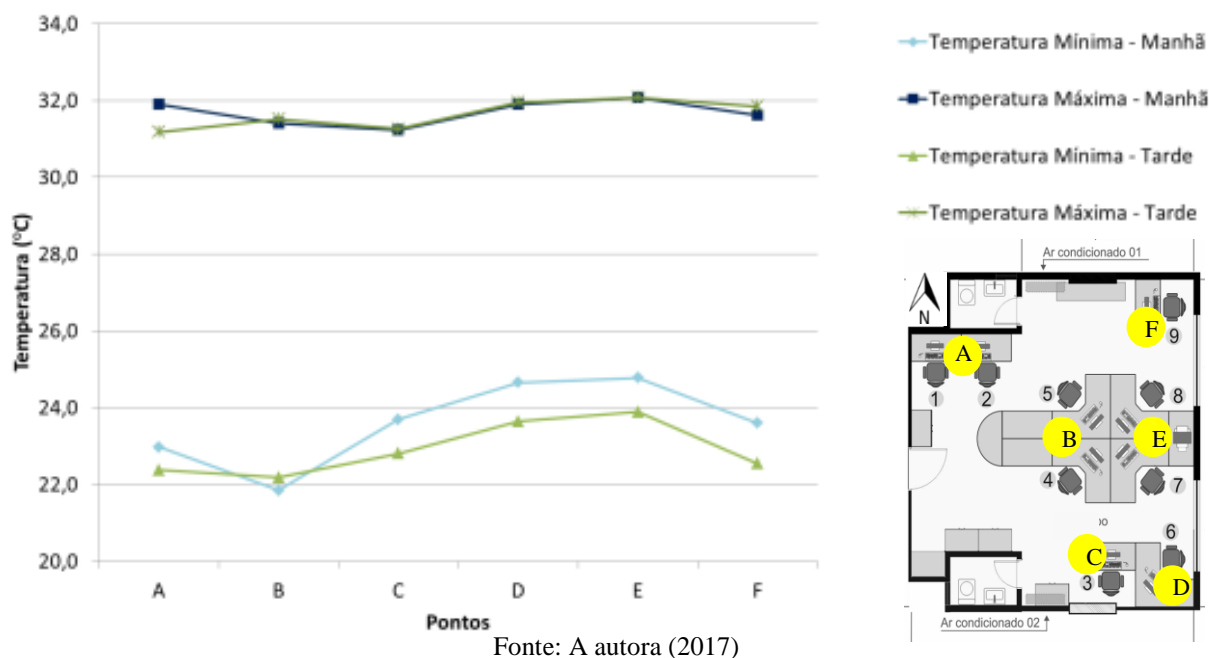 34,0
32,0
30,0
28,0
26,0
24,0
22,0
20,0
Temperatura (°C)
A B C D E F
Pontos
Temperatura Mínima - Manhã
Temperatura Máxima - Manhã
Temperatura Mínima - Tarde
Temperatura Máxima - Tarde
Ar condicionado 01
N
F
9
A
1 2
5 8
B E
4 7
6
C
3
D
Ar condicionado 02
Fonte: A autora (2017)